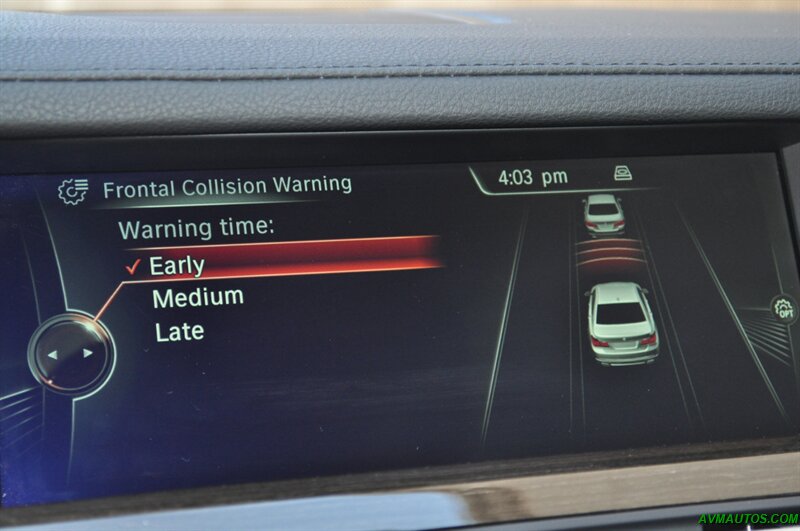 Frontal Collision Warning
4:03 pm
Warning time:
Early
Medium
Late
OPT
AVMAUTOS.COM